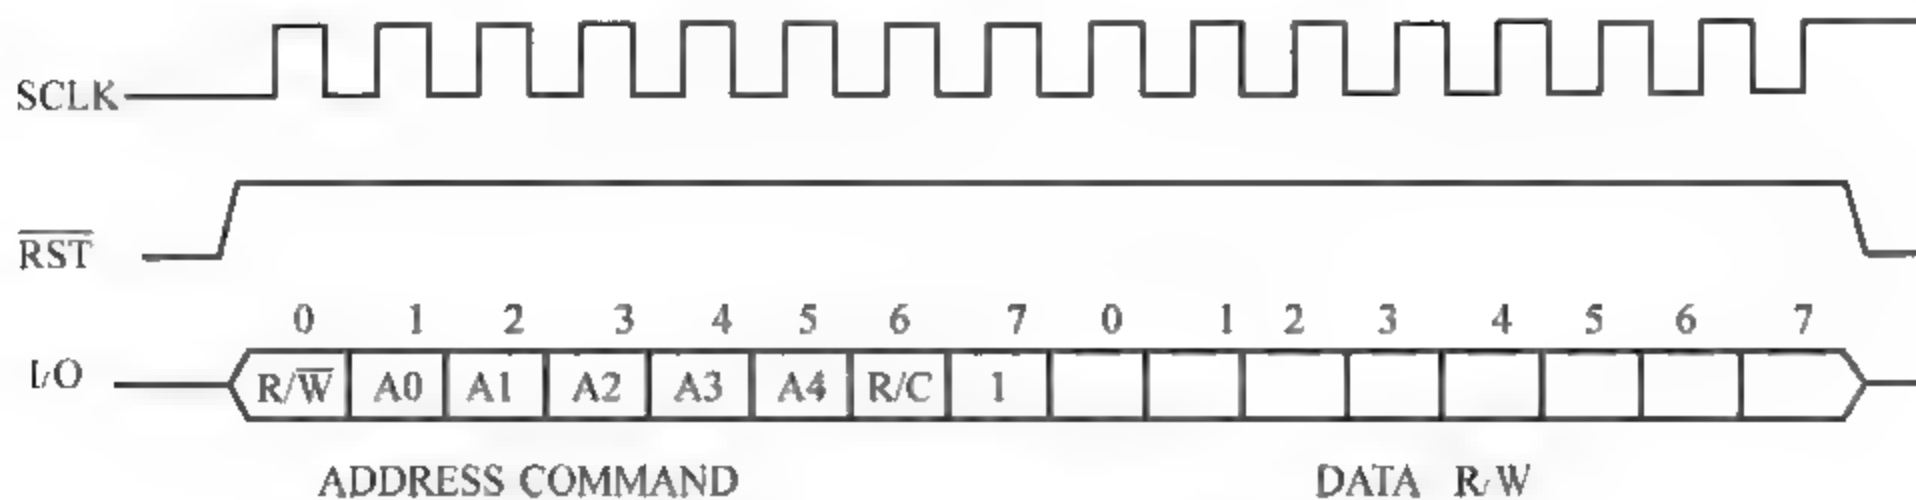 SCLK
RST
0 1 2 3 4 5 6 7 0 1 2 3 4 5 6 7
I/O R/W A0 A1 A2 A3 A4 R/C 1
ADDRESS COMMAND DATA R/W